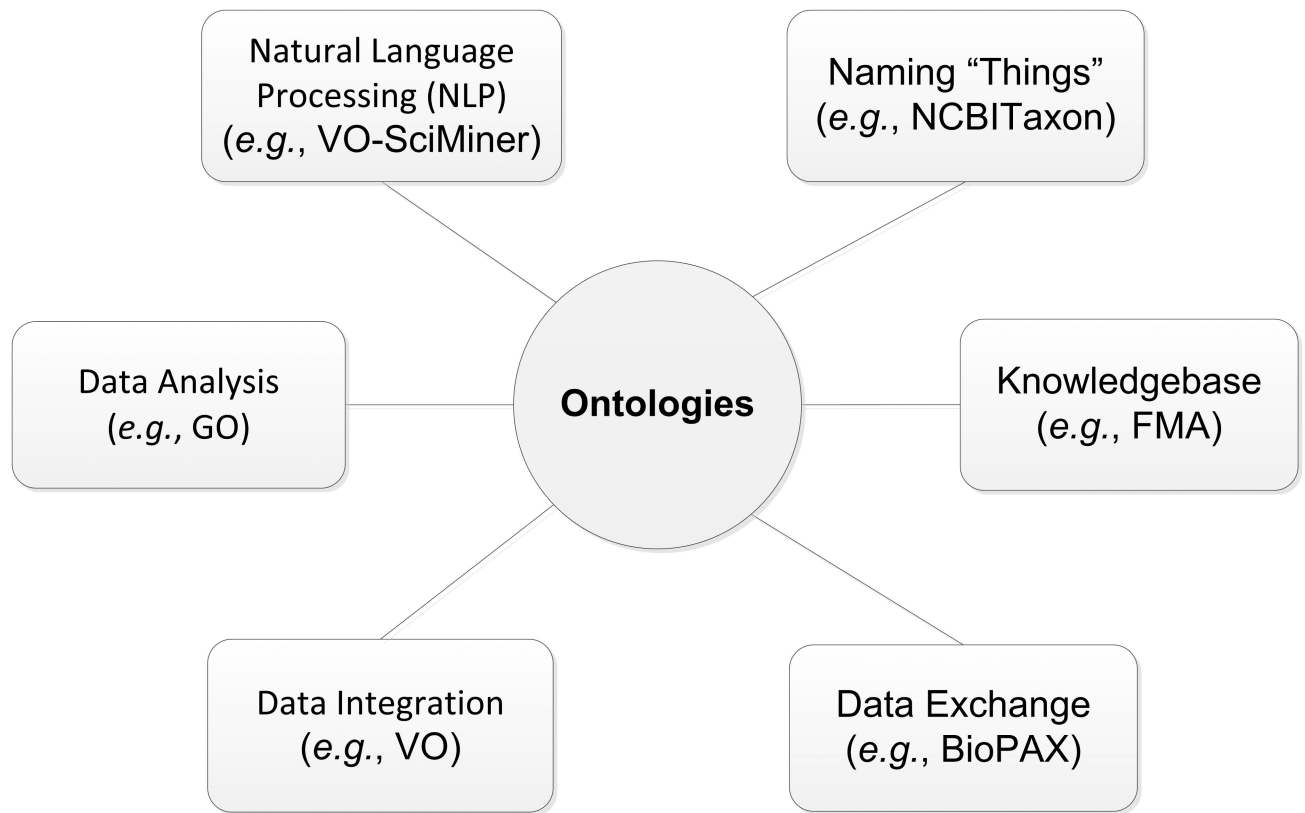 Natural Language
Processing (NLP)
(e.g., VO-SciMiner)
Naming “Things”
(e.g., NCBITaxon)
Data Analysis
(e.g., GO)
Ontologies
Knowledgebase
(e.g., FMA)
Data Integration
(e.g., VO)
Data Exchange
(e.g., BioPAX)